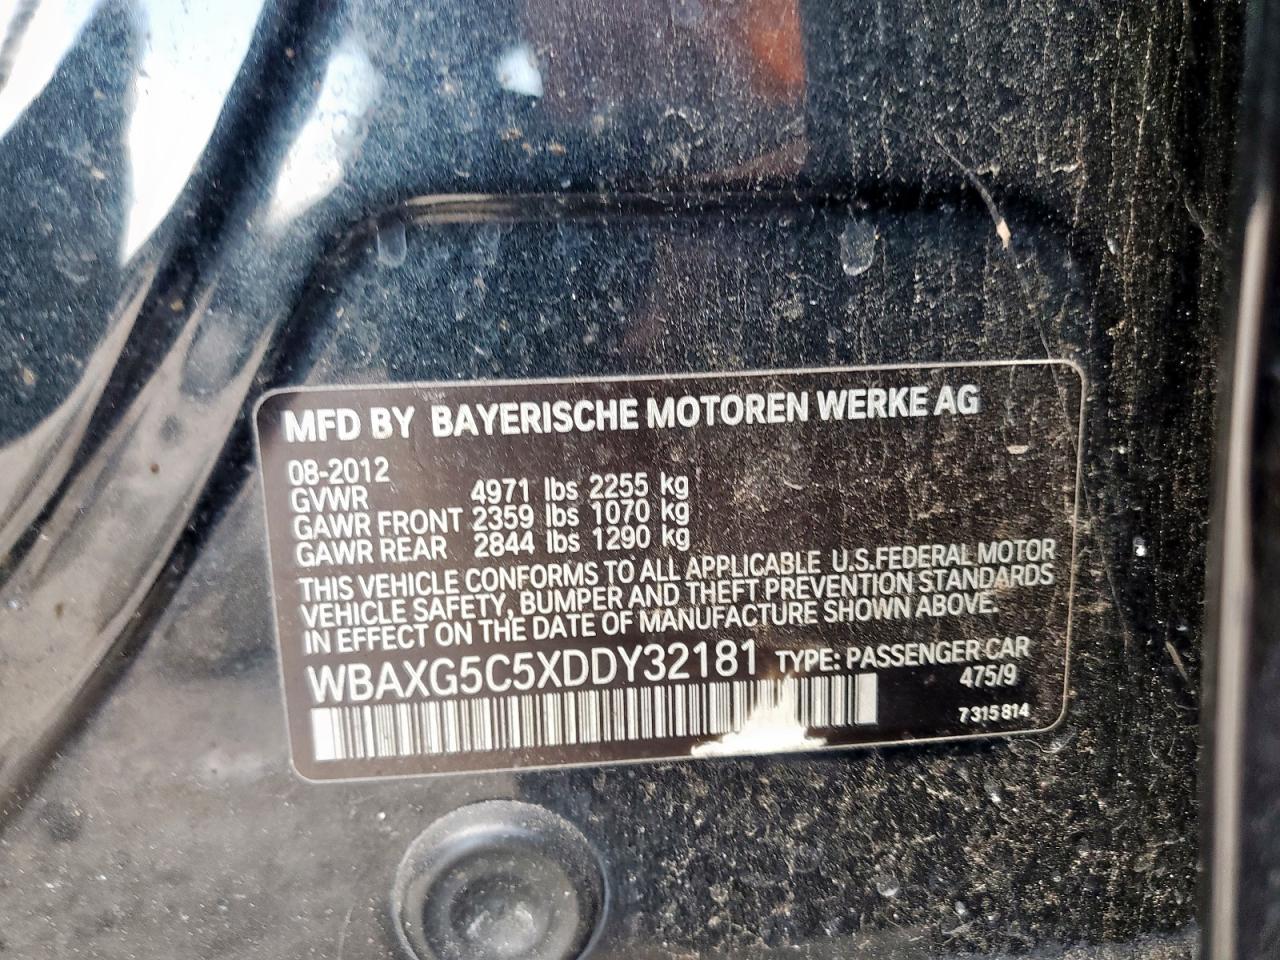 MFD BY BAYERISCHE MOTOREN WERKE AG
08-2012
GVWR 4971 lbs 2255 kg
GAWR FRONT 2359 lbs 1070 kg
GAWR REAR 2844 lbs 1290 kg
THIS VEHICLE CONFORMS TO ALL APPLICABLE U.S.FEDERAL MOTOR
VEHICLE SAFETY, BUMPER AND THEFT PREVENTION STANDARDS
IN EFFECT ON THE DATE OF MANUFACTURE SHOWN ABOVE.
WBAXG5C5XDDY32181 TYPE: PASSENGER CAR
475/9
7 315 814